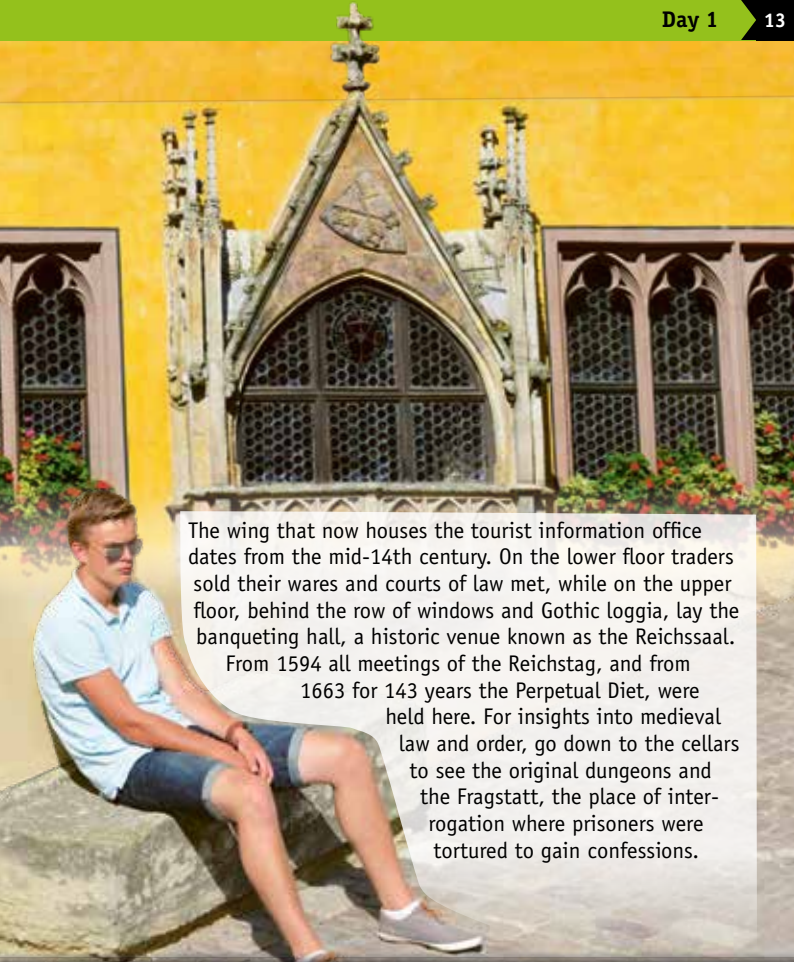 Day 1
13
The wing that now houses the tourist information office
dates from the mid-14th century. On the lower floor traders
sold their wares and courts of law met, while on the upper
floor, behind the row of windows and Gothic loggia, lay the
banqueting hall, a historic venue known as the Reichssaal.
From 1594 all meetings of the Reichstag, and from
1663 for 143 years the Perpetual Diet, were
held here. For insights into medieval
law and order, go down to the cellars
to see the original dungeons and
the Fragstatt, the place of inter-
rogation where prisoners were
tortured to gain confessions.